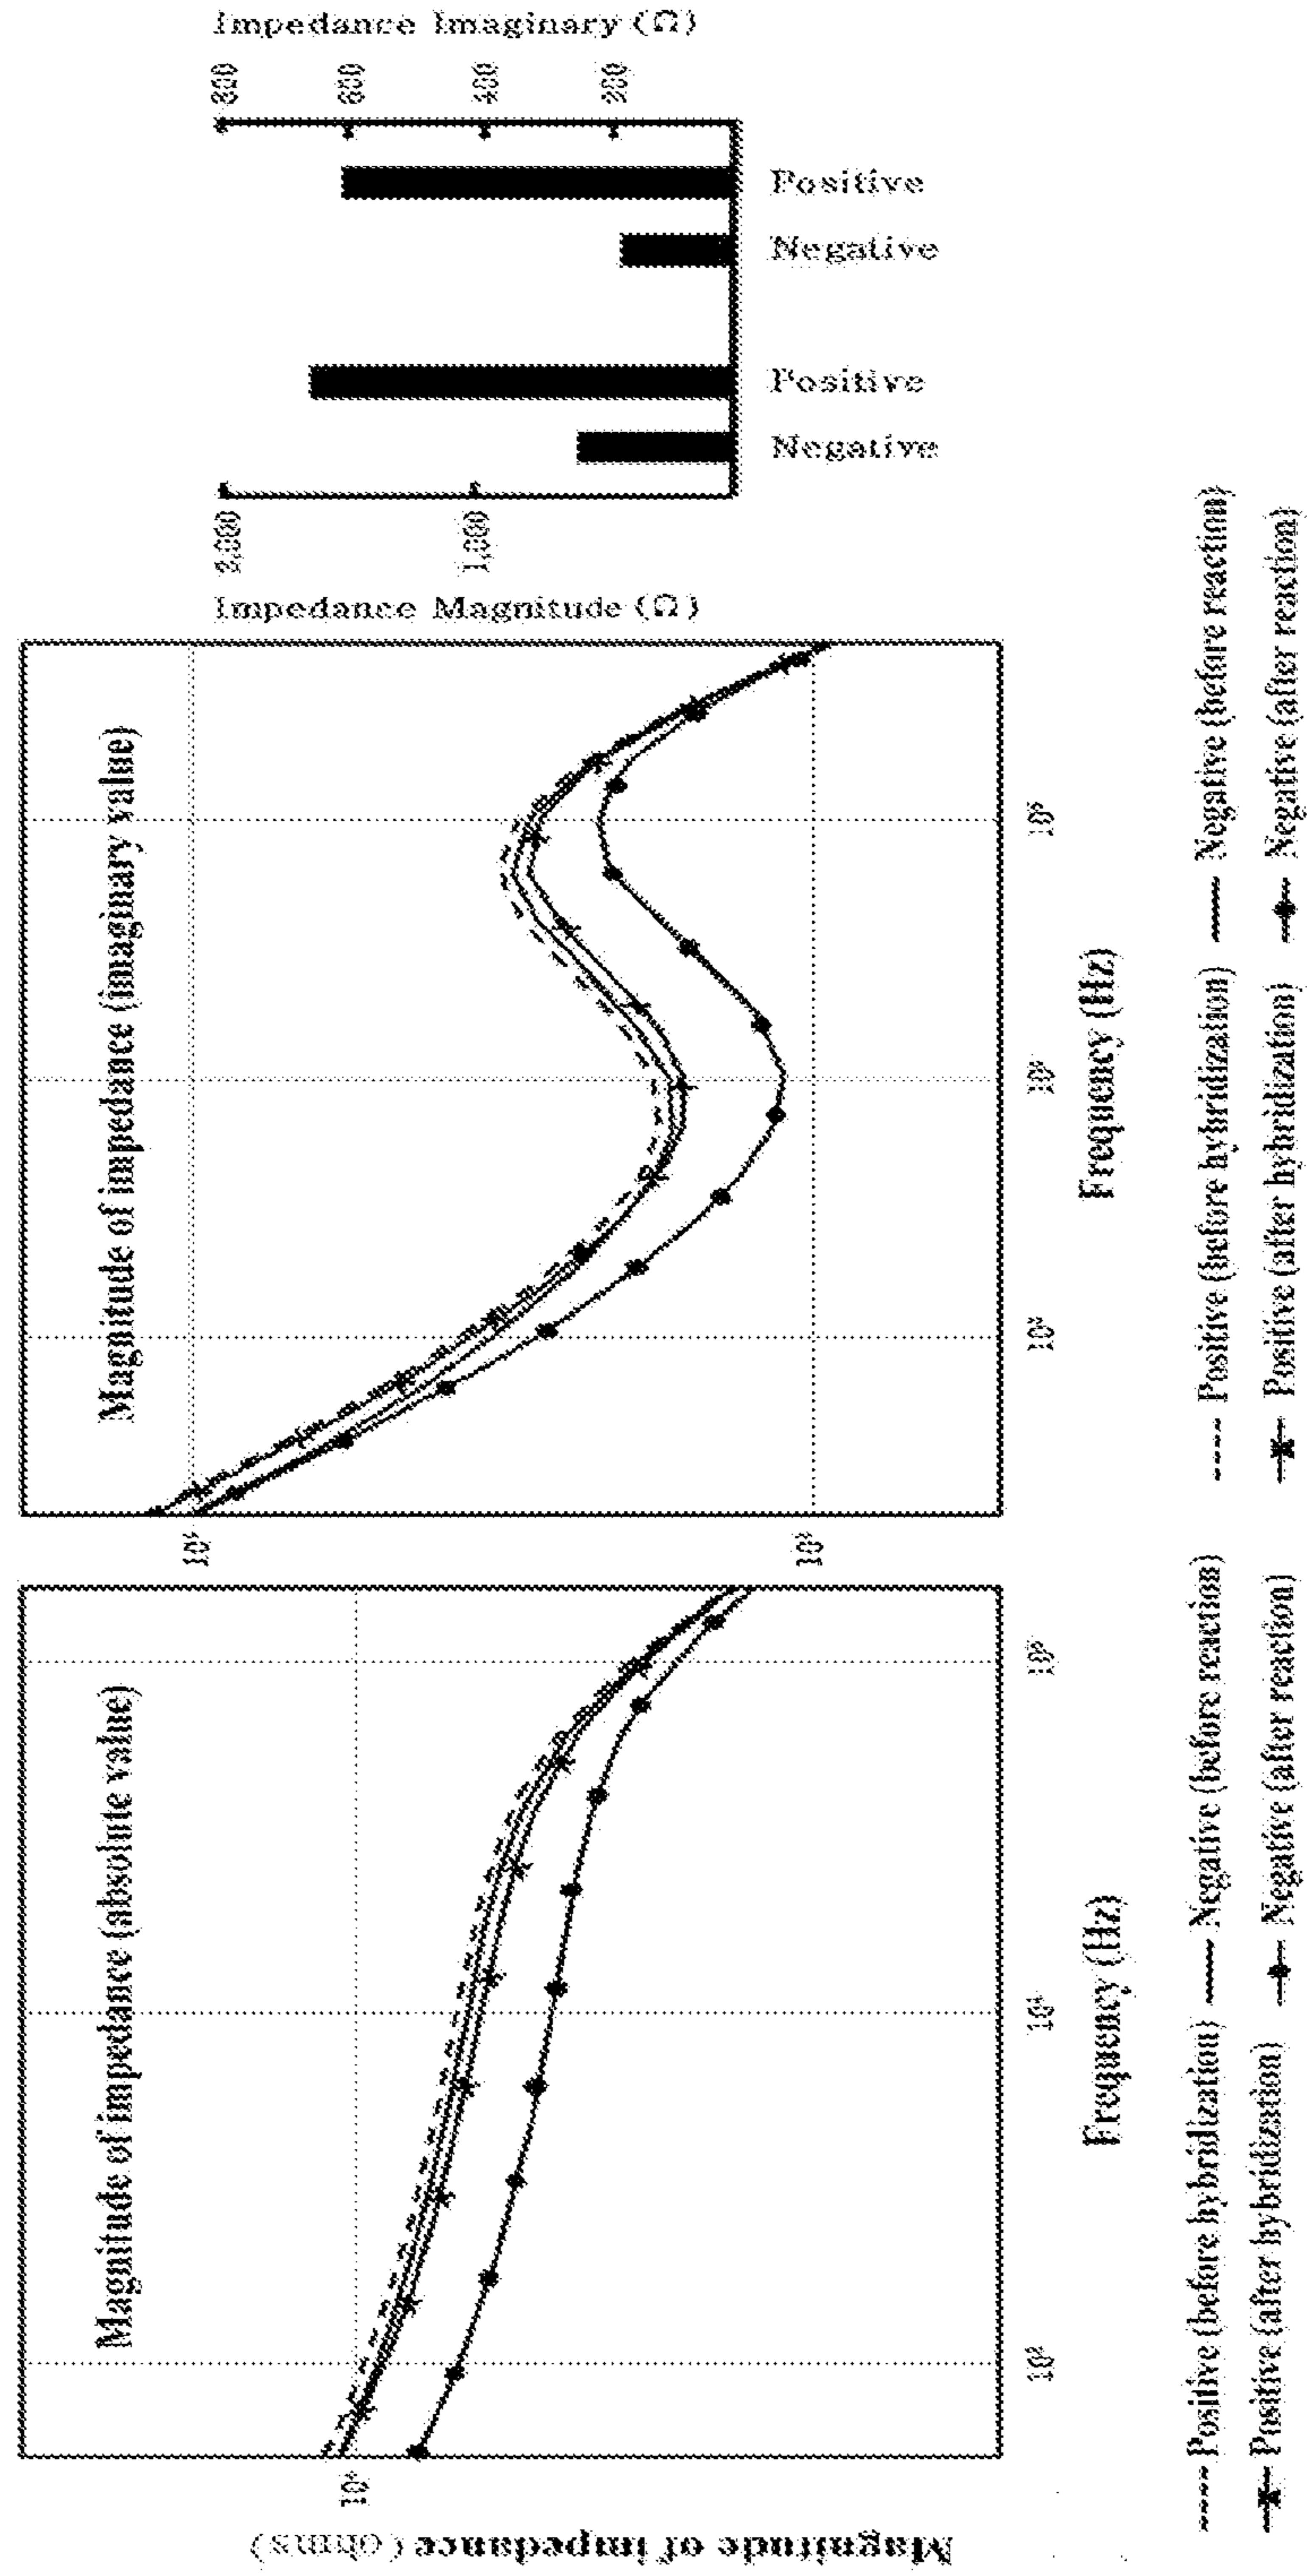 Magnitude of impedance (ohms)
Magnitude of impedance (absolute value)
Frequency (Hz)
---- Positive (before hybridization) — Negative (before reaction)
Positive (after hybridization) Negative (after reaction)
Magnitude of impedance (imaginary value)
Frequency (Hz)
---- Positive (before hybridization) — Negative (before reaction)
Positive (after hybridization) Negative (after reaction)
Impedance Magnitude (Ω)
2,000
1,000
Negative
Positive
Negative
Positive
800
600
400
200
Impedance Imaginary (Ω)